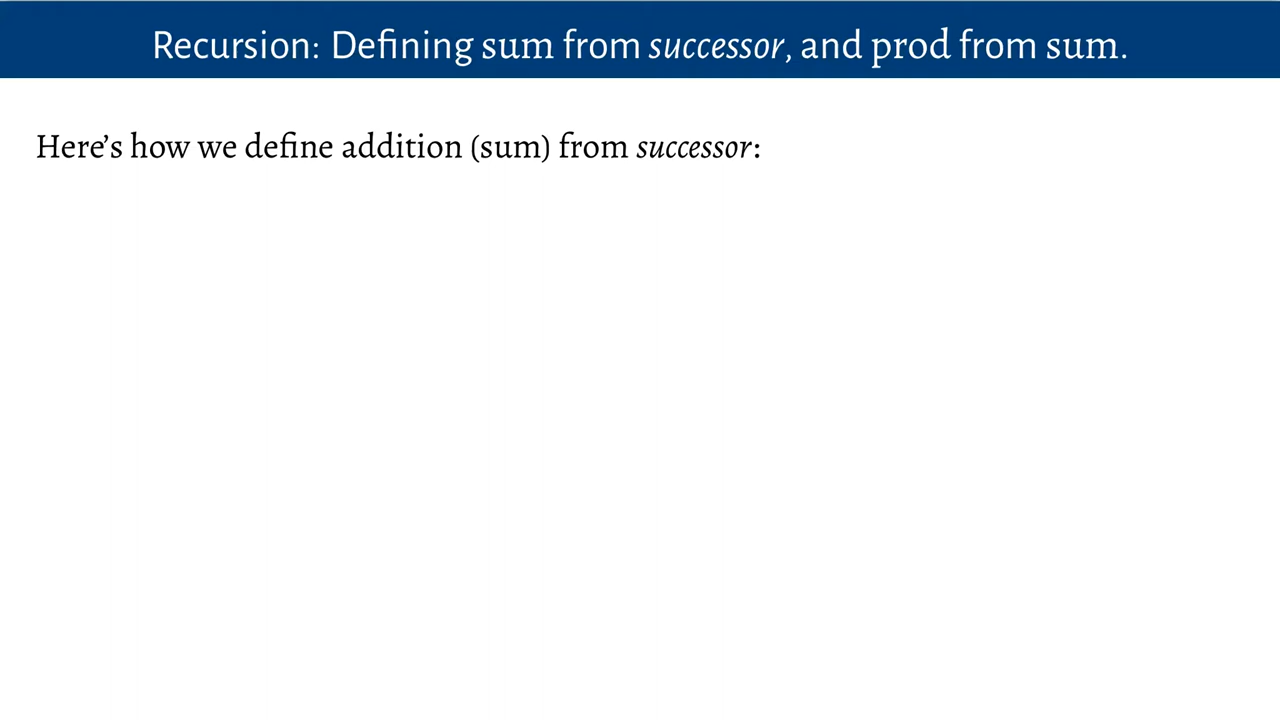 Recursion: Defining sum from successor, and prod from sum.
Here’s how we define addition (sum) from successor: